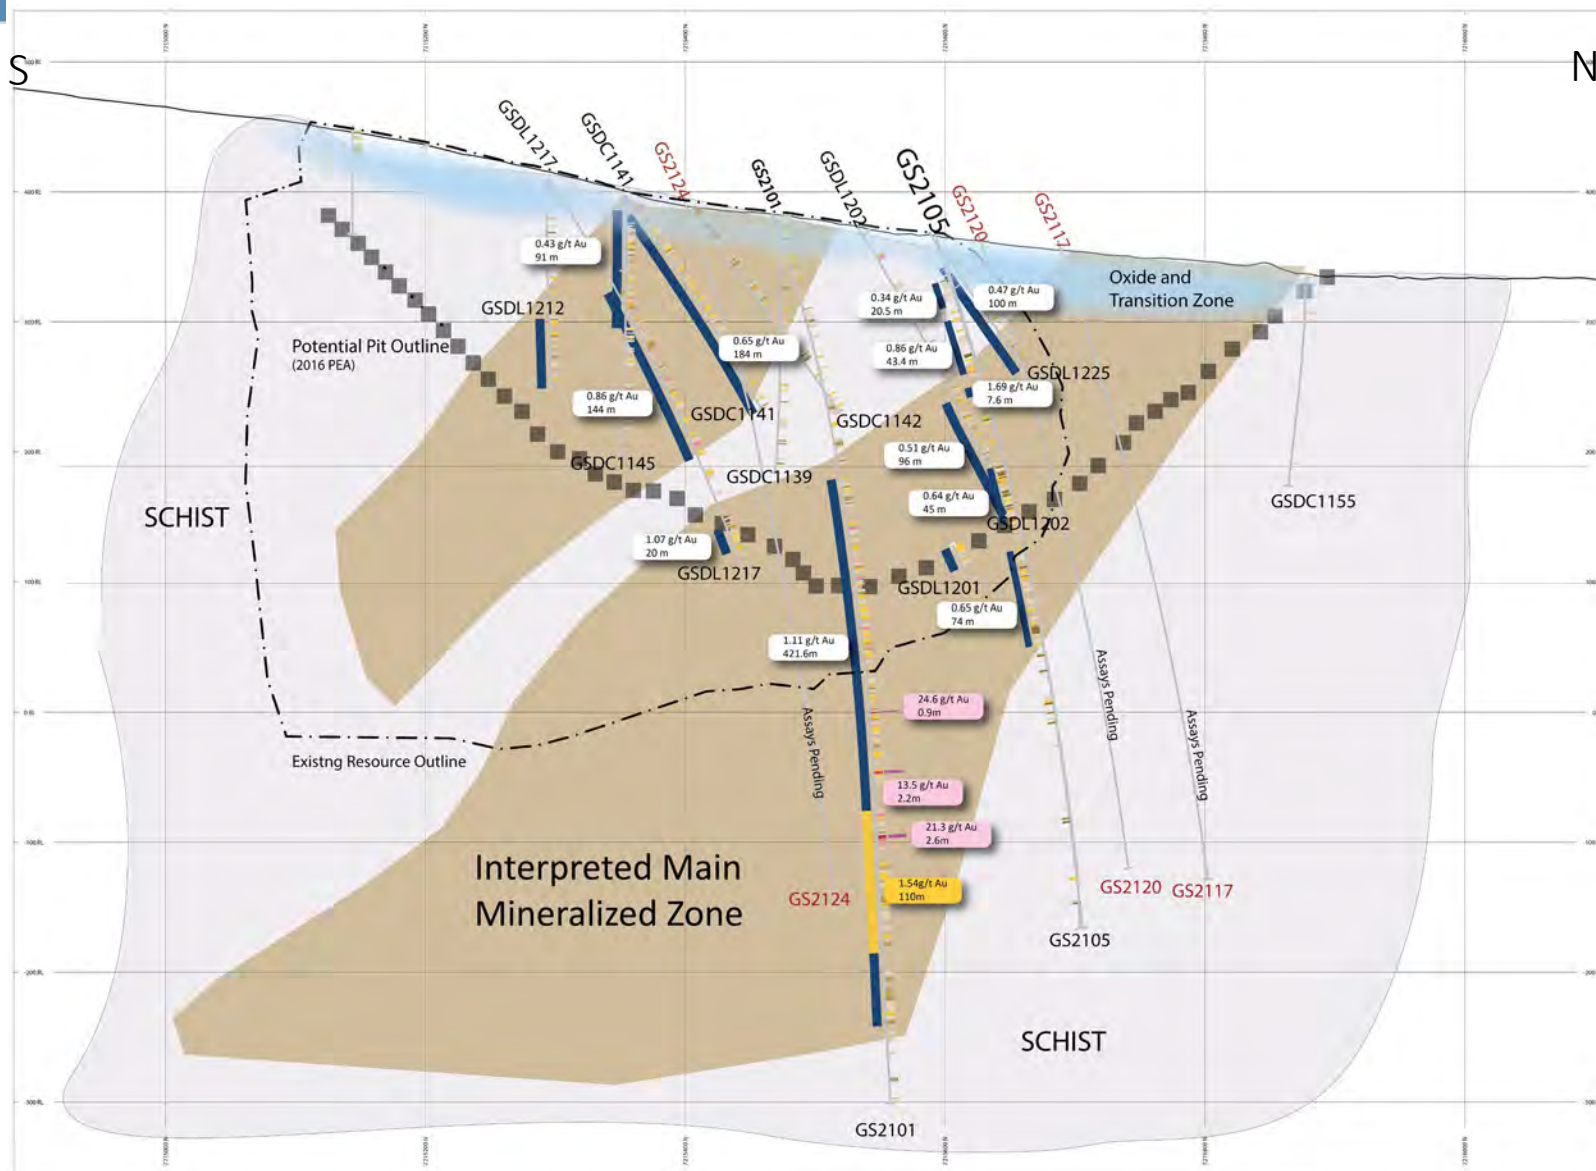 S
N
GSDL1217
GSDC1141
GS2124
GS2101
GSDL1202
GS2105
GS2120
GS2117
0.43 g/t Au
91 m
GSDL1212
Potential Pit Outline
(2016 PEA)
0.65 g/t Au
184 m
0.34 g/t Au
20.5 m
0.47 g/t Au
100 m
Oxide and
Transition Zone
0.86 g/t Au
43.4 m
GSDL1225
1.69 g/t Au
7.6 m
0.86 g/t Au
144 m
GSDC1141
GSDC1142
GSDC1145
GSDC1139
0.51 g/t Au
96 m
0.64 g/t Au
45 m
GSDL1202
GSDC1155
SCHIST
1.07 g/t Au
20 m
GSDL1217
GSDL1201
0.65 g/t Au
74 m
1.11 g/t Au
421.6m
24.6 g/t Au
0.9m
Assays Pending
Assays Pending
Assays Pending
Existng Resource Outline
13.5 g/t Au
2.2m
21.3 g/t Au
2.6m
Interpreted Main
Mineralized Zone
1.54g/t Au
110m
GS2124
GS2120
GS2117
GS2105
SCHIST
GS2101